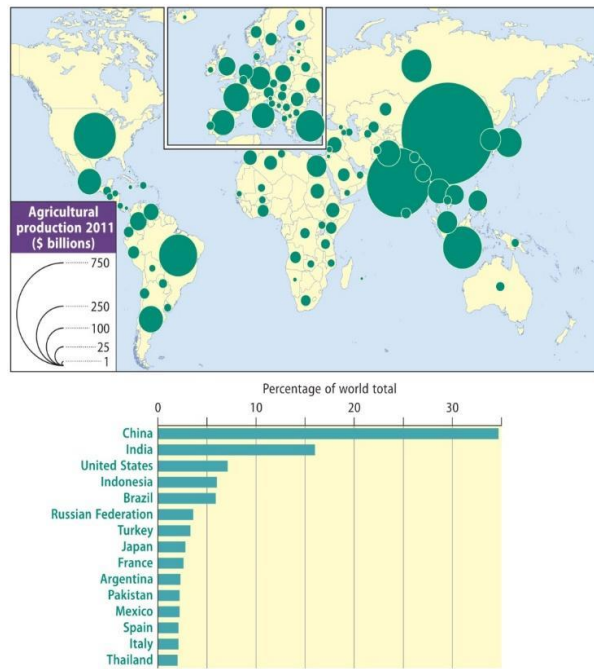 Agricultural
production 2011
($ billions)
750
250
100
25
1
Percentage of world total
0 10 20 30
China
India
United States
Indonesia
Brazil
Russian Federation
Turkey
Japan
France
Argentina
Pakistan
Mexico
Spain
Italy
Thailand